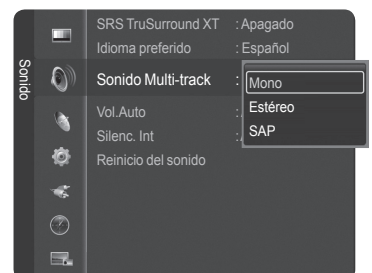 Sonido
SRS TruSurround XT : Apagado
Idioma preferido : Español
Sonido Multi-track :
Mono
Estéreo
SAP
Vol.Auto :
Silenc. Int :
Reinicio del sonido